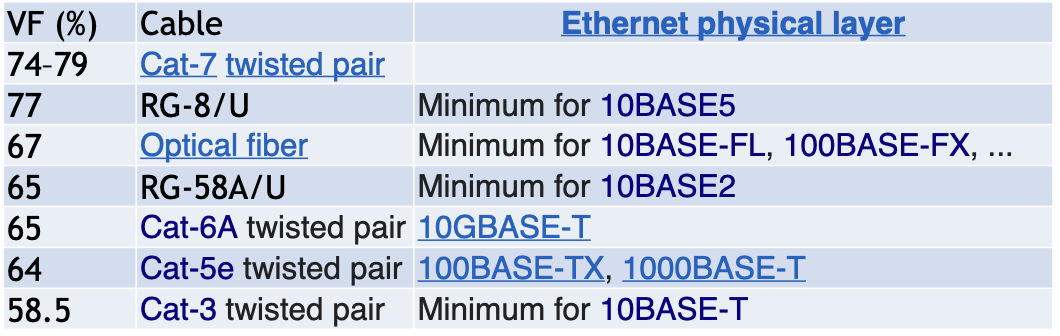 VF (%) Cable Ethernet physical layer
74–79 Cat-7 twisted pair
77 RG-8/U Minimum for 10BASE5
67 Optical fiber Minimum for 10BASE-FL, 100BASE-FX, ...
65 RG-58A/U Minimum for 10BASE2
65 Cat-6A twisted pair 10GBASE-T
64 Cat-5e twisted pair 100BASE-TX, 1000BASE-T
58.5 Cat-3 twisted pair Minimum for 10BASE-T